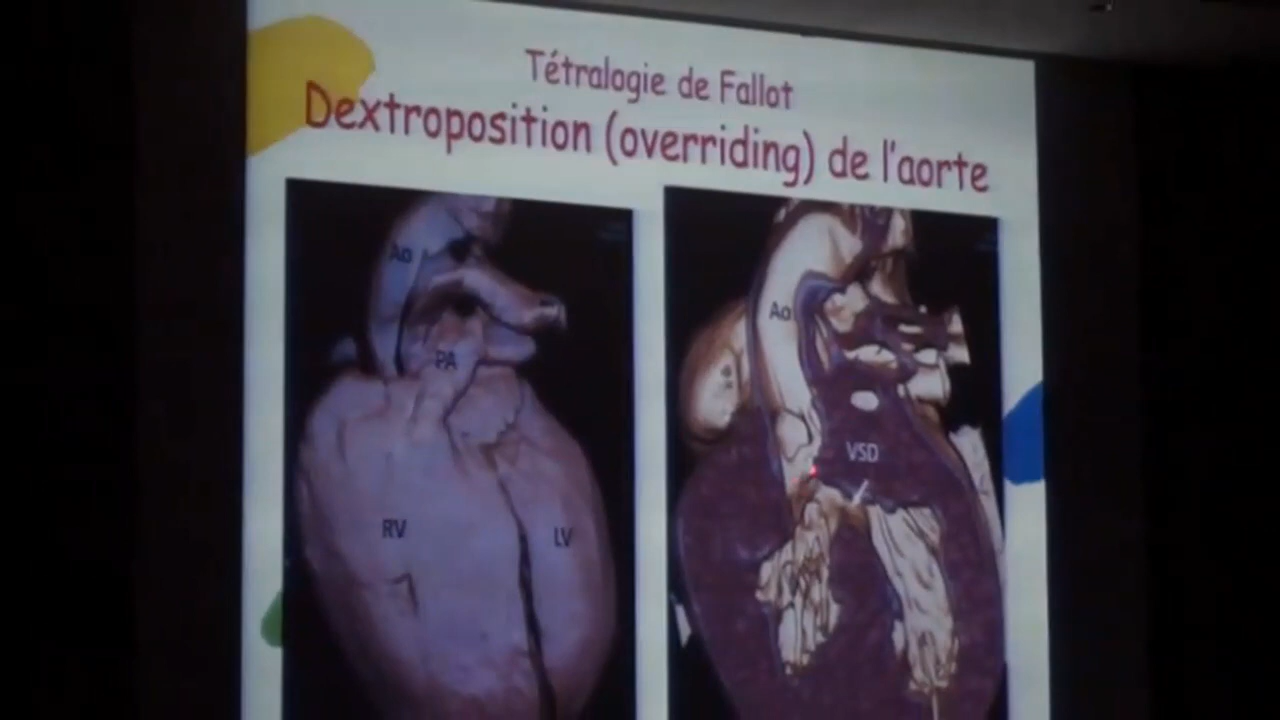 Tétralogie de Fallot
Dextroposition (overriding) de l'aorte
Ao
PA
RV
LV
Ao
VSD